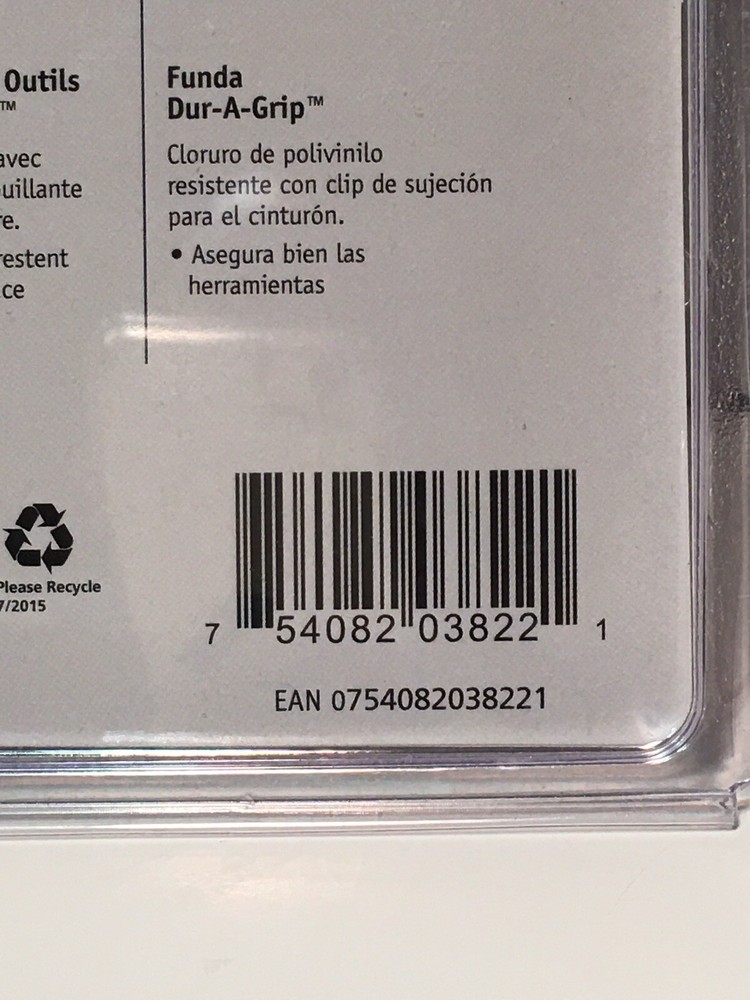 Outils
™
avec
uillante
re.
restent
ce
Funda
Dur-A-Grip™
Cloruro de polivinilo
resistente con clip de sujeción
para el cinturón.
• Asegura bien las
herramientas
Please Recycle
7/2015
7 54082 03822 1
EAN 0754082038221